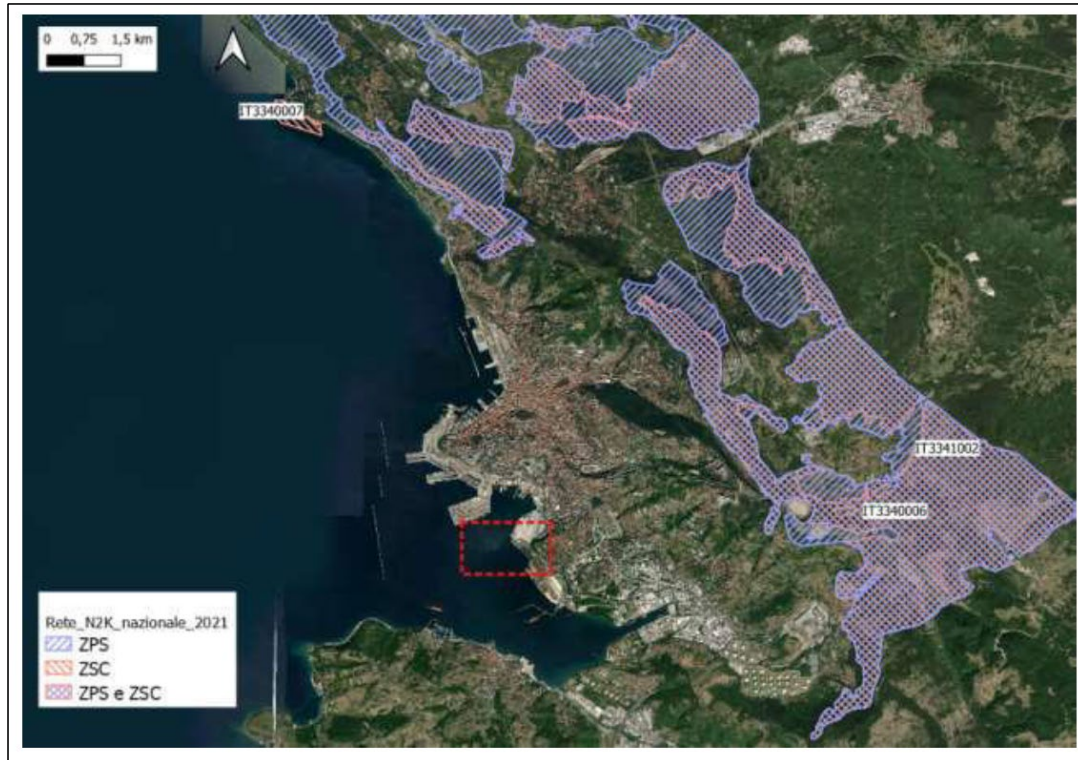 0 0,75 1,5 km
IT3340007
IT3341002
IT3340006
Rete_N2K_nazionale_2021
ZPS
ZSC
ZPS e ZSC